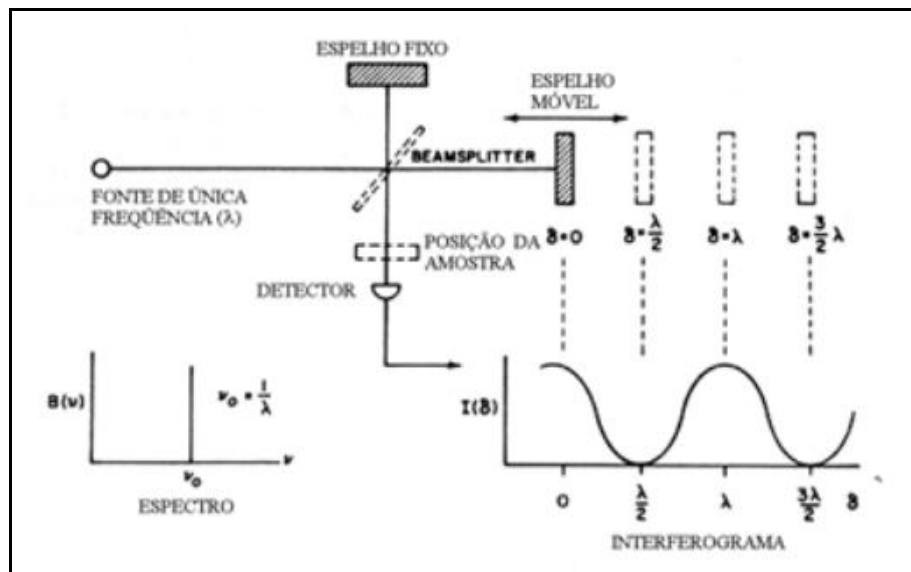 ESPELHO FIXO
ESPELHO
MÓVEL
BEAMSPLITTER
FONTE DE ÚNICA
FREQÜÊNCIA (λ)
POSIÇÃO DA
AMOSTRA
DETECTOR
δ=0
δ=λ/2
δ=λ
δ=3/2 λ
B(ν)
ν₀ = 1/λ
ν₀
ν
ESPECTRO
I(δ)
0
λ/2
λ
3λ/2
δ
INTERFEROGRAMA